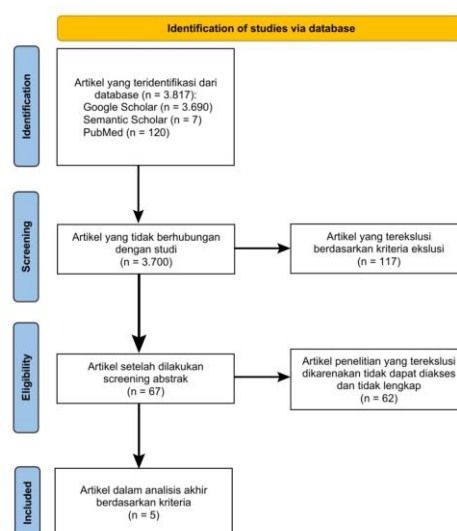 Identification of studies via database
Identification
Artikel yang teridentifikasi dari
database (n = 3.817):
Google Scholar (n = 3.690)
Semantic Scholar (n = 7)
PubMed (n = 120)
Screening
Artikel yang tidak berhubungan
dengan studi
(n = 3.700)
Artikel yang terekslusi
berdasarkan kriteria ekslusi
(n = 117)
Eligibility
Artikel setelah dilakukan
screening abstrak
(n = 67)
Artikel penelitian yang terekslusi
dikarenakan tidak dapat diakses
dan tidak lengkap
(n = 62)
Included
Artikel dalam analisis akhir
berdasarkan kriteria
(n = 5)